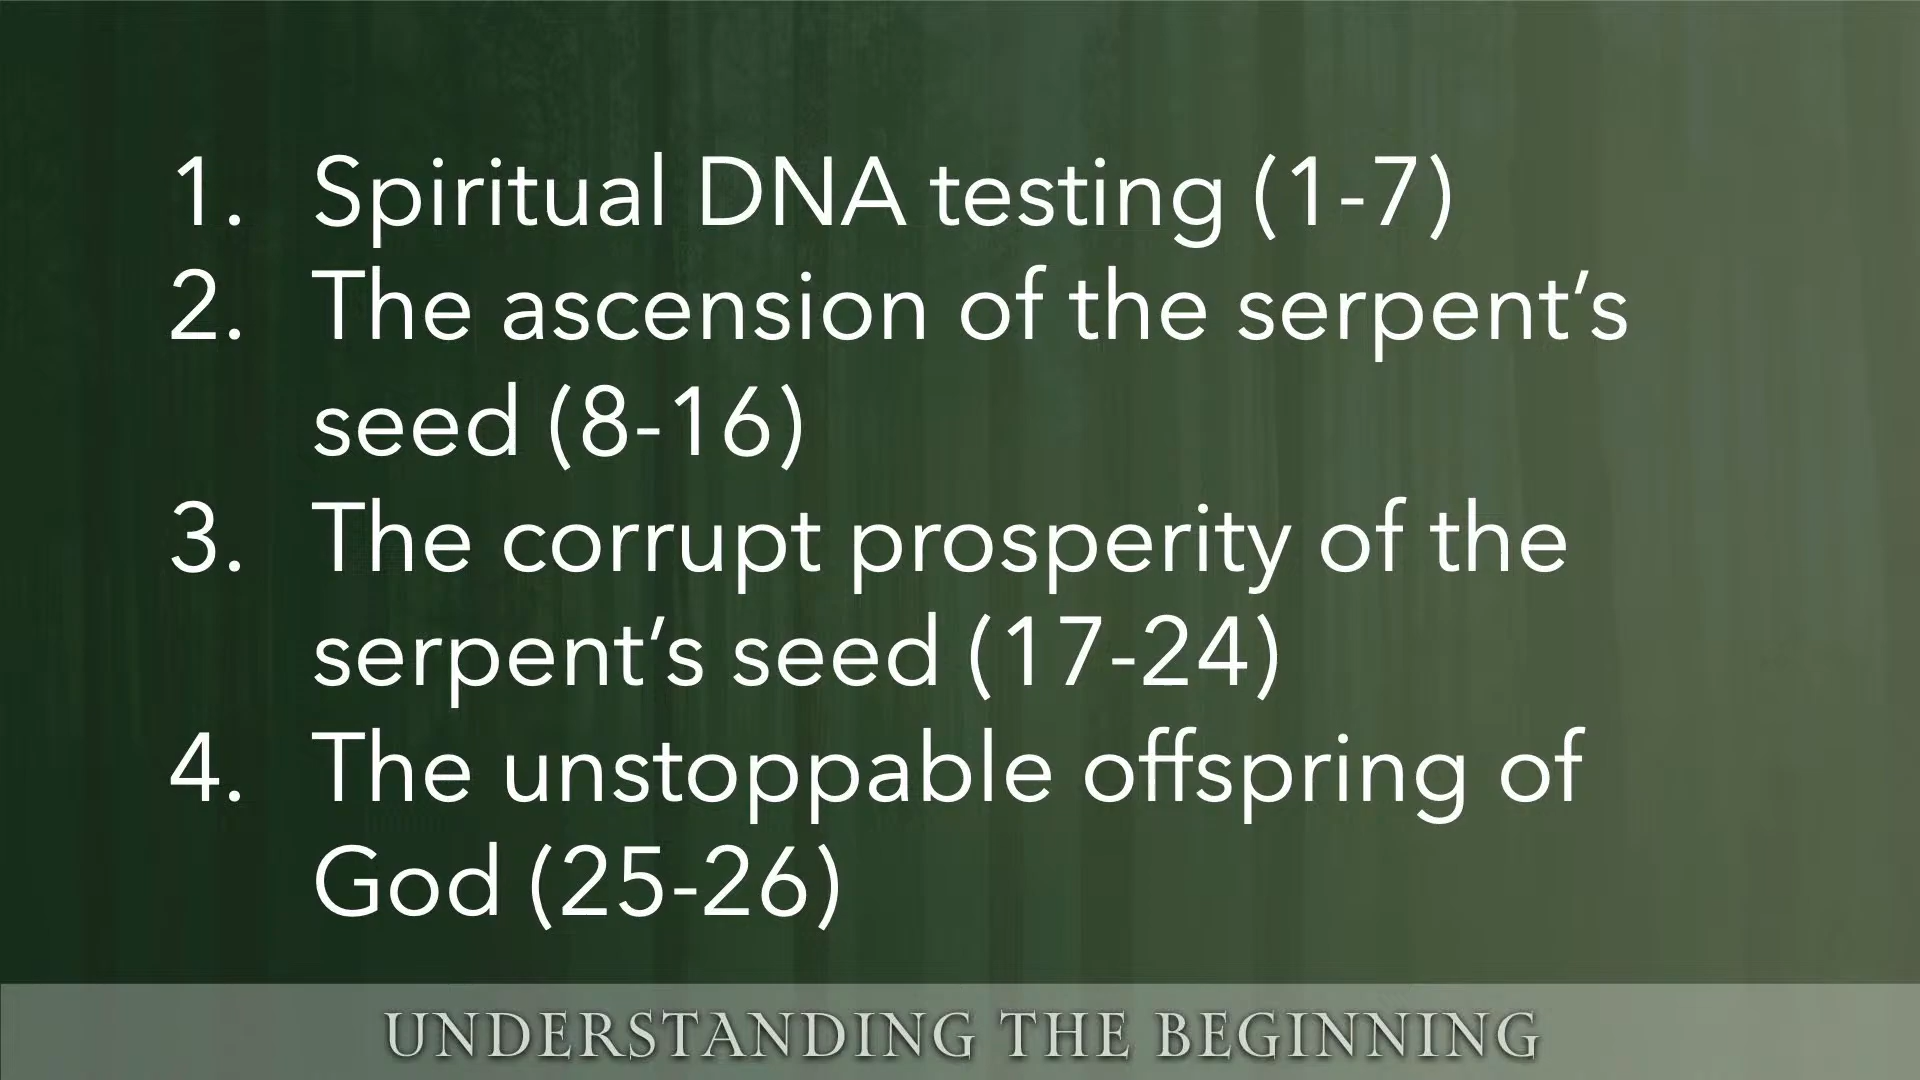 1. Spiritual DNA testing (1-7)
2. The ascension of the serpent’s
seed (8-16)
3. The corrupt prosperity of the
serpent’s seed (17-24)
4. The unstoppable offspring of
God (25-26)
UNDERSTANDING THE BEGINNING